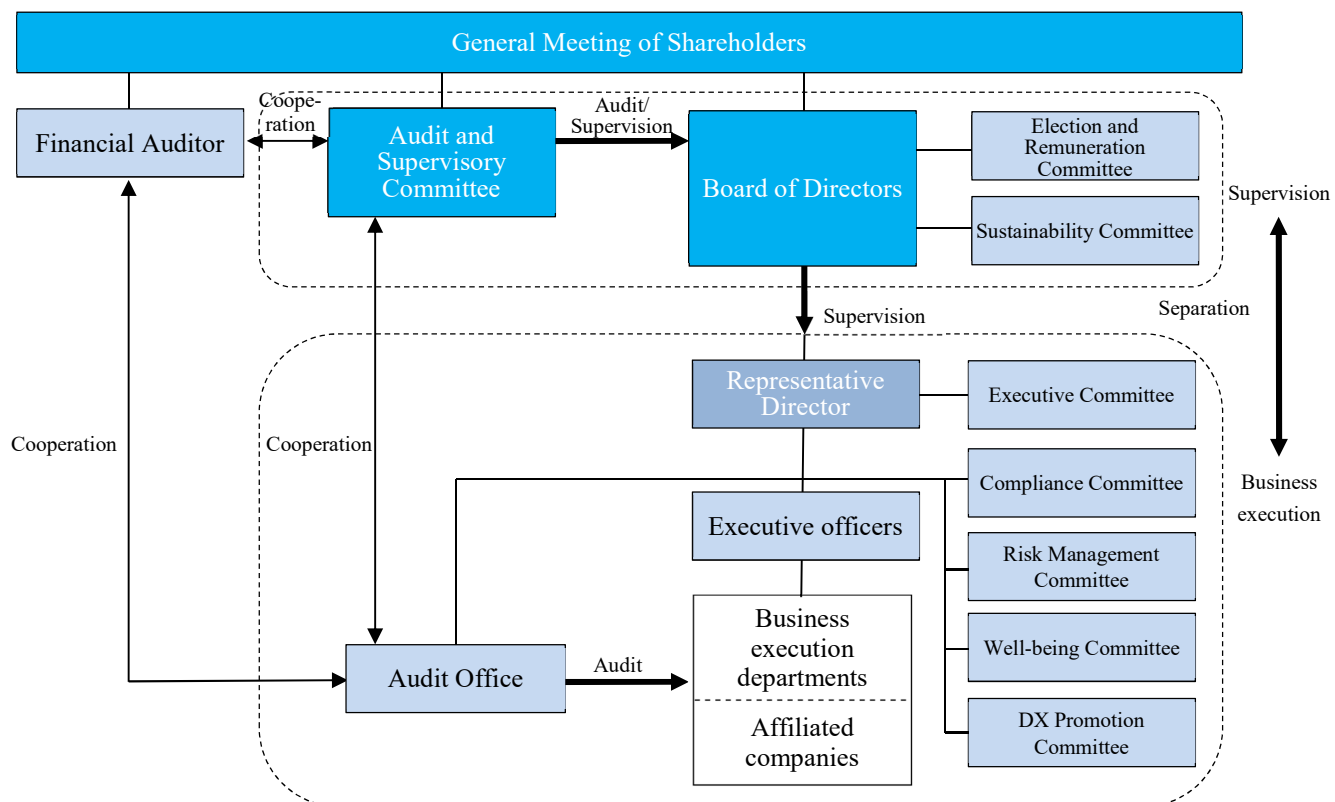 General Meeting of Shareholders
Financial Auditor
Coope-
ration
Audit and
Supervisory
Committee
Audit/
Supervision
Board of Directors
Election and
Remuneration
Committee
Sustainability Committee
Supervision
Separation
Business
execution
Supervision
Representative
Director
Executive Committee
Cooperation
Cooperation
Compliance Committee
Executive officers
Risk Management
Committee
Business
execution
departments
Affiliated
companies
Well-being Committee
Audit Office
Audit
DX Promotion
Committee